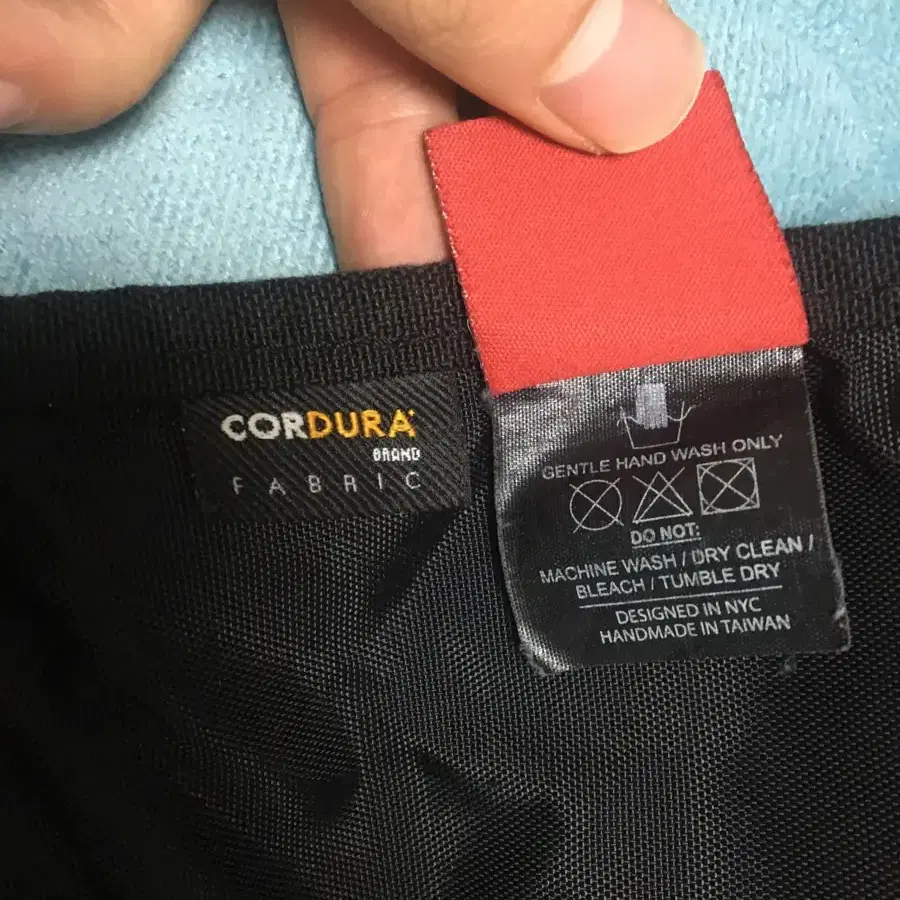 CORDURA
BRAND
FABRIC
GENTLE HAND WASH ONLY
DO NOT:
MACHINE WASH / DRY CLEAN /
BLEACH / TUMBLE DRY
DESIGNED IN NYC
HANDMADE IN TAIWAN